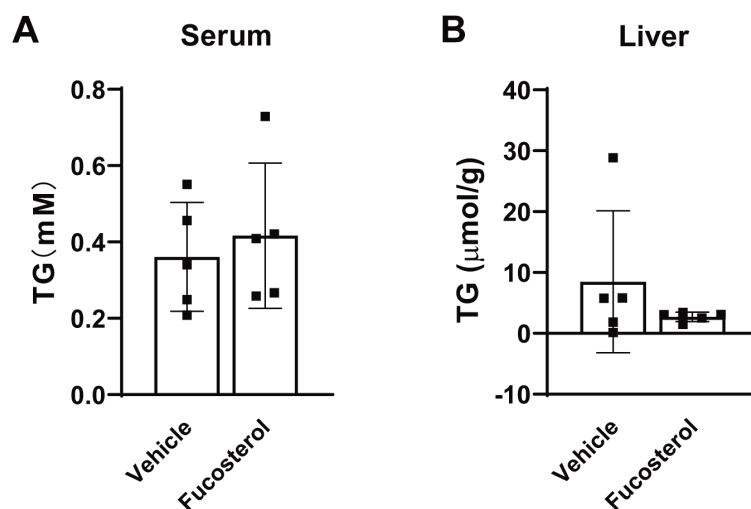 A
Serum
TG(mM)
0.8
0.6
0.4
0.2
0.0
Vehicle
Fucosterol
B
Liver
TG (μmol/g)
40
30
20
10
0
-10
Vehicle
Fucosterol